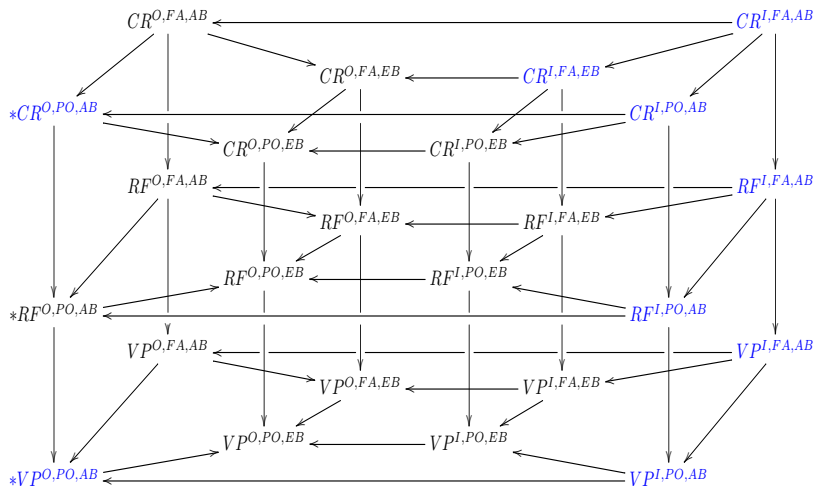 CR^{O,FA,AB} CR^{I,FA,AB}
CR^{O,FA,EB} CR^{I,FA,EB}
*CR^{O,PO,AB} CR^{I,PO,AB}
CR^{O,PO,EB} CR^{I,PO,EB}
RF^{O,FA,AB} RF^{I,FA,AB}
RF^{O,FA,EB} RF^{I,FA,EB}
RF^{O,PO,EB} RF^{I,PO,EB}
*RF^{O,PO,AB} RF^{I,PO,AB}
VP^{O,FA,AB} VP^{I,FA,AB}
VP^{O,FA,EB} VP^{I,FA,EB}
VP^{O,PO,EB} VP^{I,PO,EB}
*VP^{O,PO,AB} VP^{I,PO,AB}